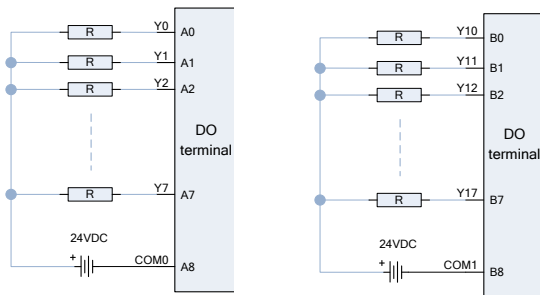 Y0
R
A0
Y1
R
A1
Y2
R
A2
DO
terminal
Y7
R
A7
24VDC
+
COM0
A8
Y10
R
B0
Y11
R
B1
Y12
R
B2
DO
terminal
Y17
R
B7
24VDC
+
COM1
B8